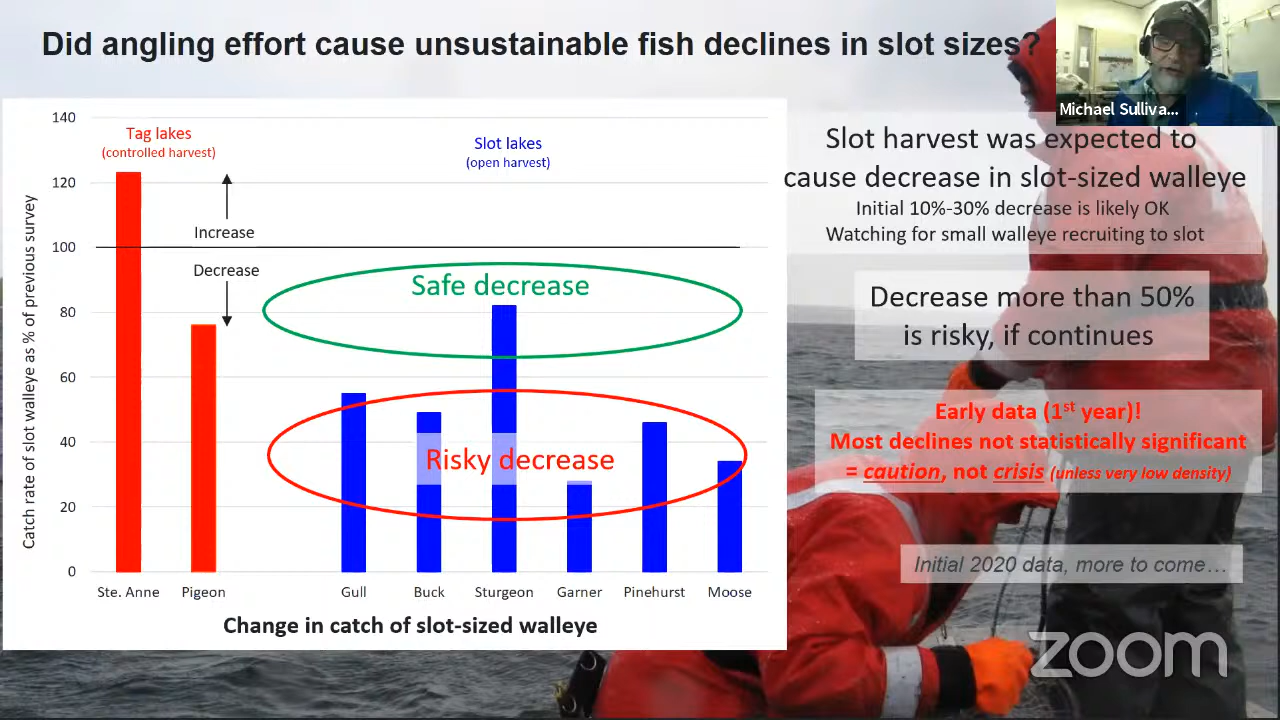 Did angling effort cause unsustainable fish declines in slot sizes?
Michael Sulliva...
140
120
100
80
60
40
20
0
Catch rate of slot walleye as % of previous survey
Tag lakes
(controlled harvest)
Slot lakes
(open harvest)
Increase
Decrease
Safe decrease
Risky decrease
Ste. Anne
Pigeon
Gull
Buck
Sturgeon
Garner
Pinehurst
Moose
Change in catch of slot-sized walleye
Slot harvest was expected to
cause decrease in slot-sized walleye
Initial 10%-30% decrease is likely OK
Watching for small walleye recruiting to slot
Decrease more than 50%
is risky, if continues
Early data (1st year)!
Most declines not statistically significant
= caution, not crisis (unless very low density)
Initial 2020 data, more to come…
zoom